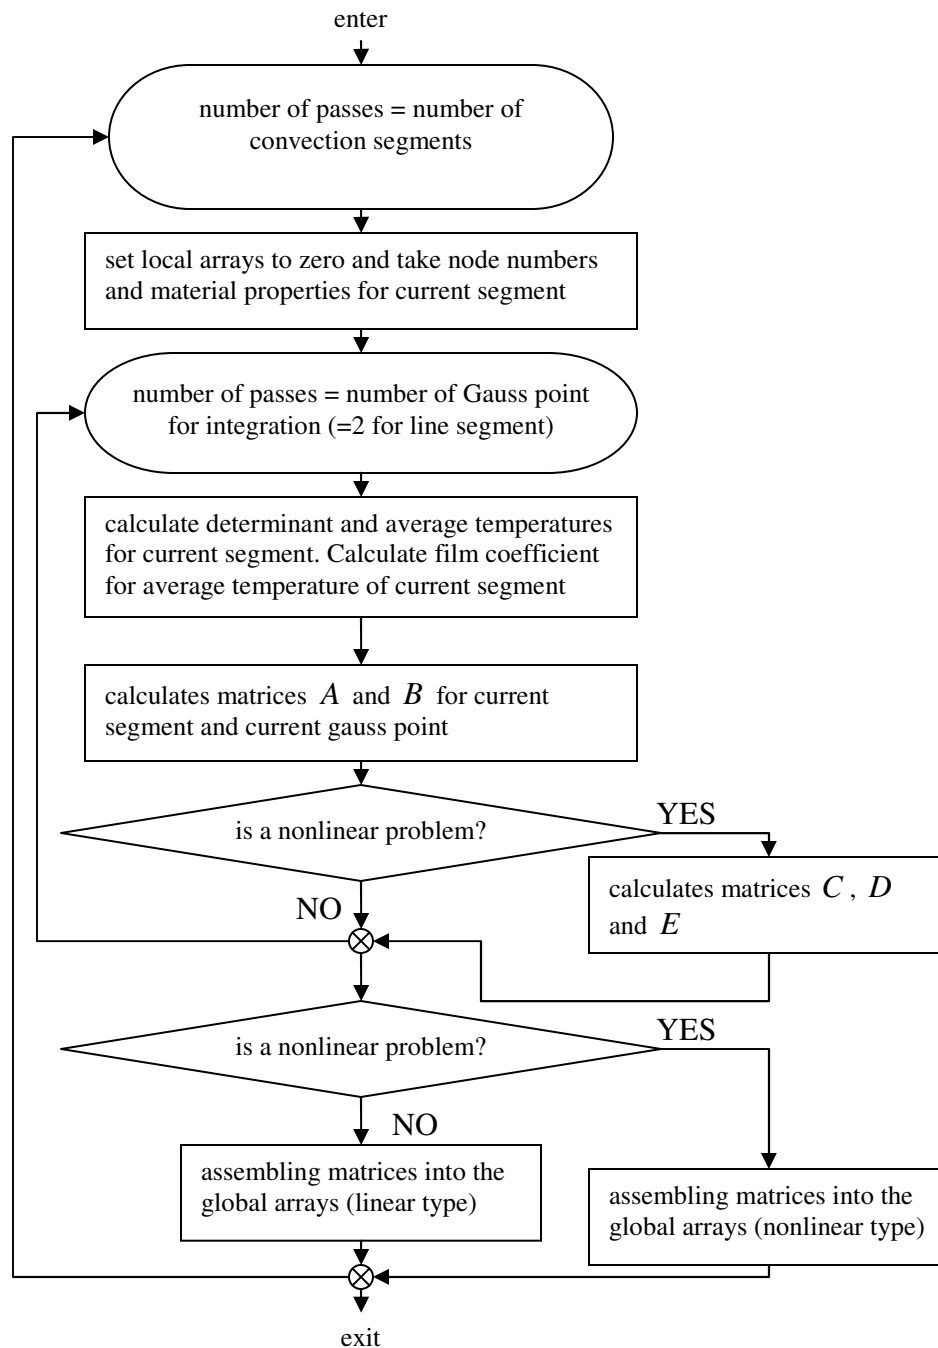 enter
number of passes = number of
convection segments
set local arrays to zero and take node numbers
and material properties for current segment
number of passes = number of Gauss point
for integration (=2 for line segment)
calculate determinant and average temperatures
for current segment. Calculate film coefficient
for average temperature of current segment
calculates matrices A and B for current
segment and current gauss point
is a nonlinear problem?
YES
calculates matrices C , D
and E
NO
is a nonlinear problem?
YES
NO
assembling matrices into the
global arrays (linear type)
assembling matrices into the
global arrays (nonlinear type)
exit